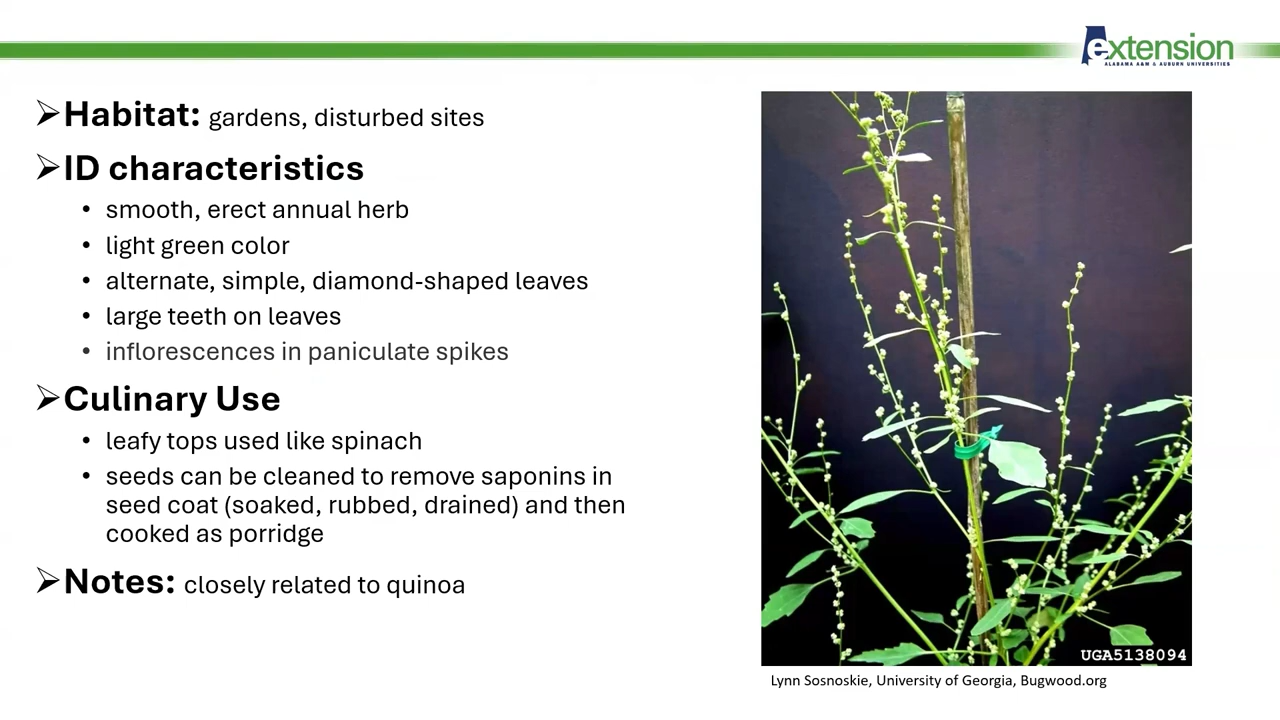 extension
ALABAMA A&M & AUBURN UNIVERSITIES
➢Habitat: gardens, disturbed sites
➢ID characteristics
• smooth, erect annual herb
• light green color
• alternate, simple, diamond-shaped leaves
• large teeth on leaves
• inflorescences in paniculate spikes
➢Culinary Use
• leafy tops used like spinach
• seeds can be cleaned to remove saponins in
seed coat (soaked, rubbed, drained) and then
cooked as porridge
➢Notes: closely related to quinoa
UGA5138094
Lynn Sosnoskie, University of Georgia, Bugwood.org